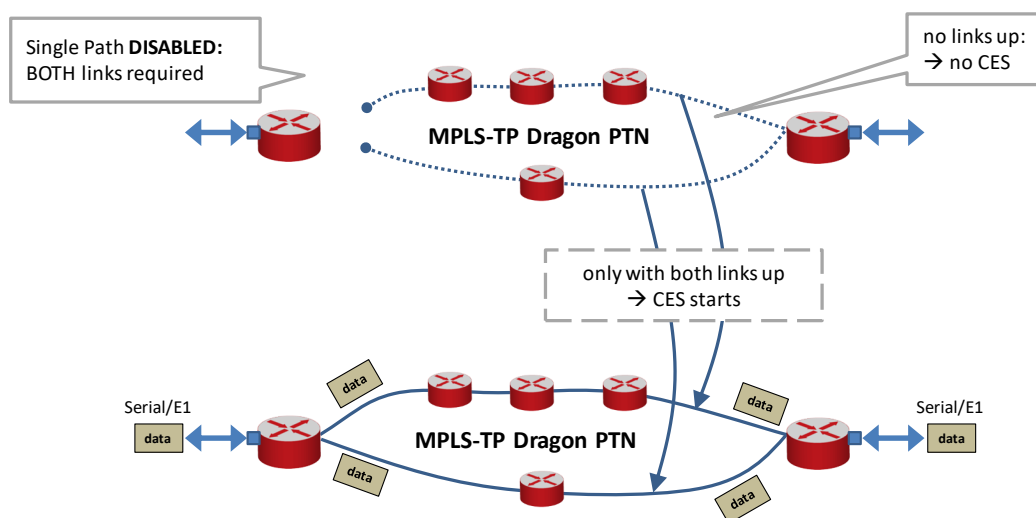 Single Path DISABLED:
BOTH links required
no links up:
→ no CES
MPLS-TP Dragon PTN
only with both links up
→ CES starts
data
data
Serial/E1
data
MPLS-TP Dragon PTN
Serial/E1
data
data
data